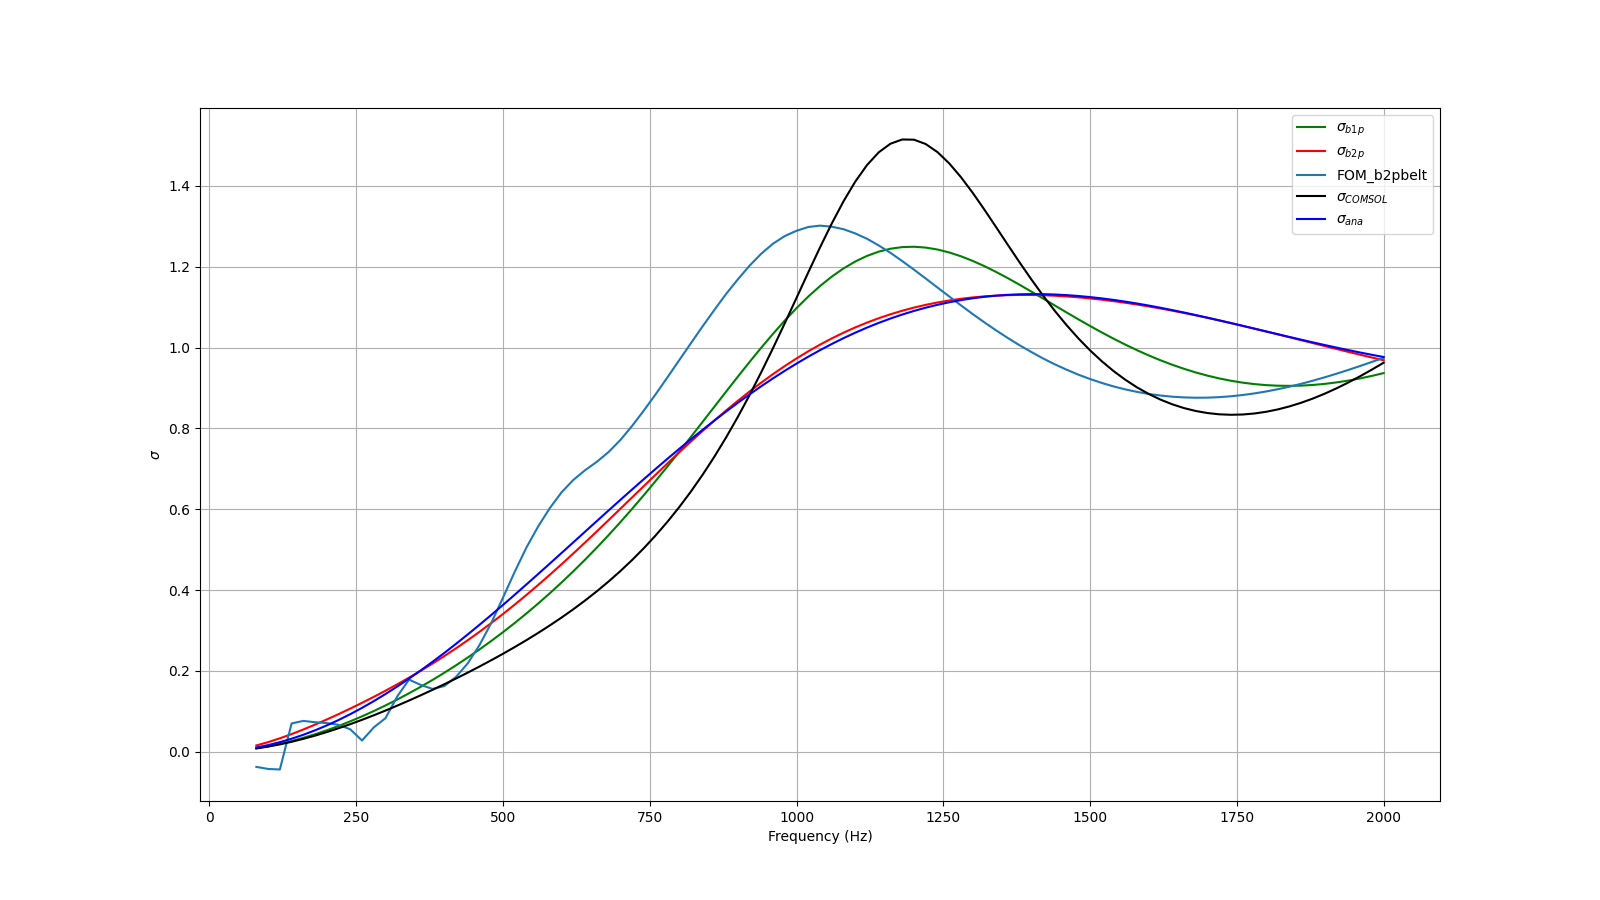 σ_b1p
σ_b2p
FOM_b2pbelt
σ_COMSOL
σ_ana
1.4
1.2
1.0
0.8
0.6
0.4
0.2
0.0
σ
0 250 500 750 1000 1250 1500 1750 2000
Frequency (Hz)